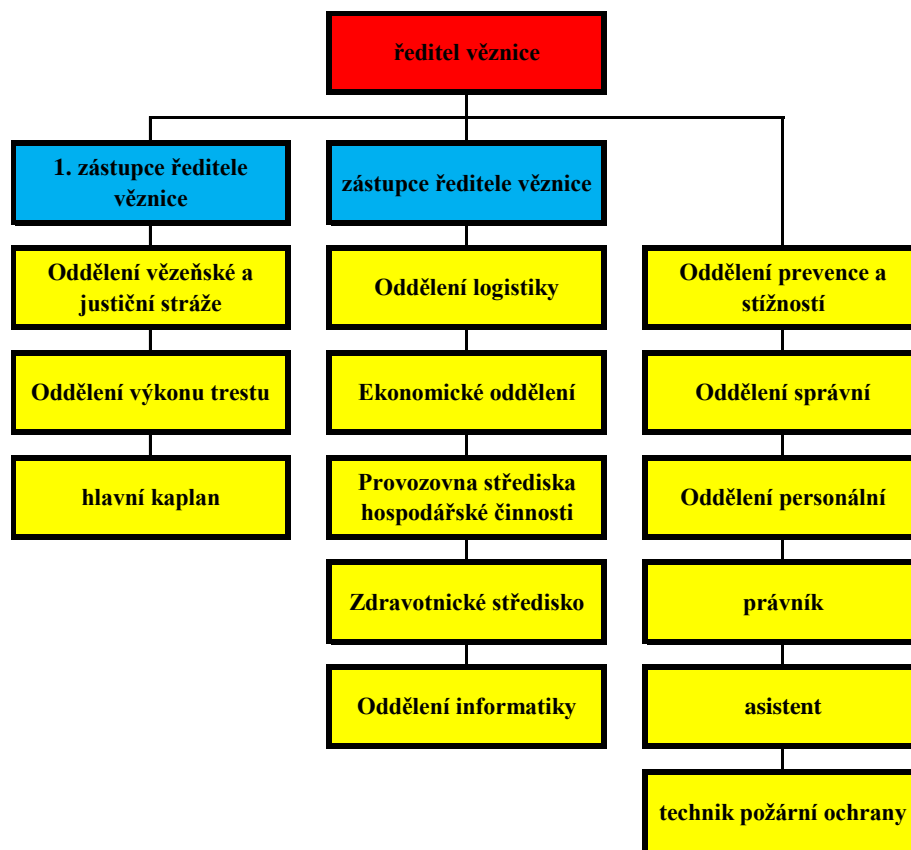 ředitel věznice
1. zástupce ředitele
věznice
zástupce ředitele věznice
Oddělení vězeňské a
justiční stráže
Oddělení logistiky
Oddělení prevence a
stížností
Oddělení výkonu trestu
Ekonomické oddělení
Oddělení správní
hlavní kaplan
Provozovna střediska
hospodářské činnosti
Oddělení personální
Zdravotnické středisko
právník
Oddělení informatiky
asistent
technik požární ochrany